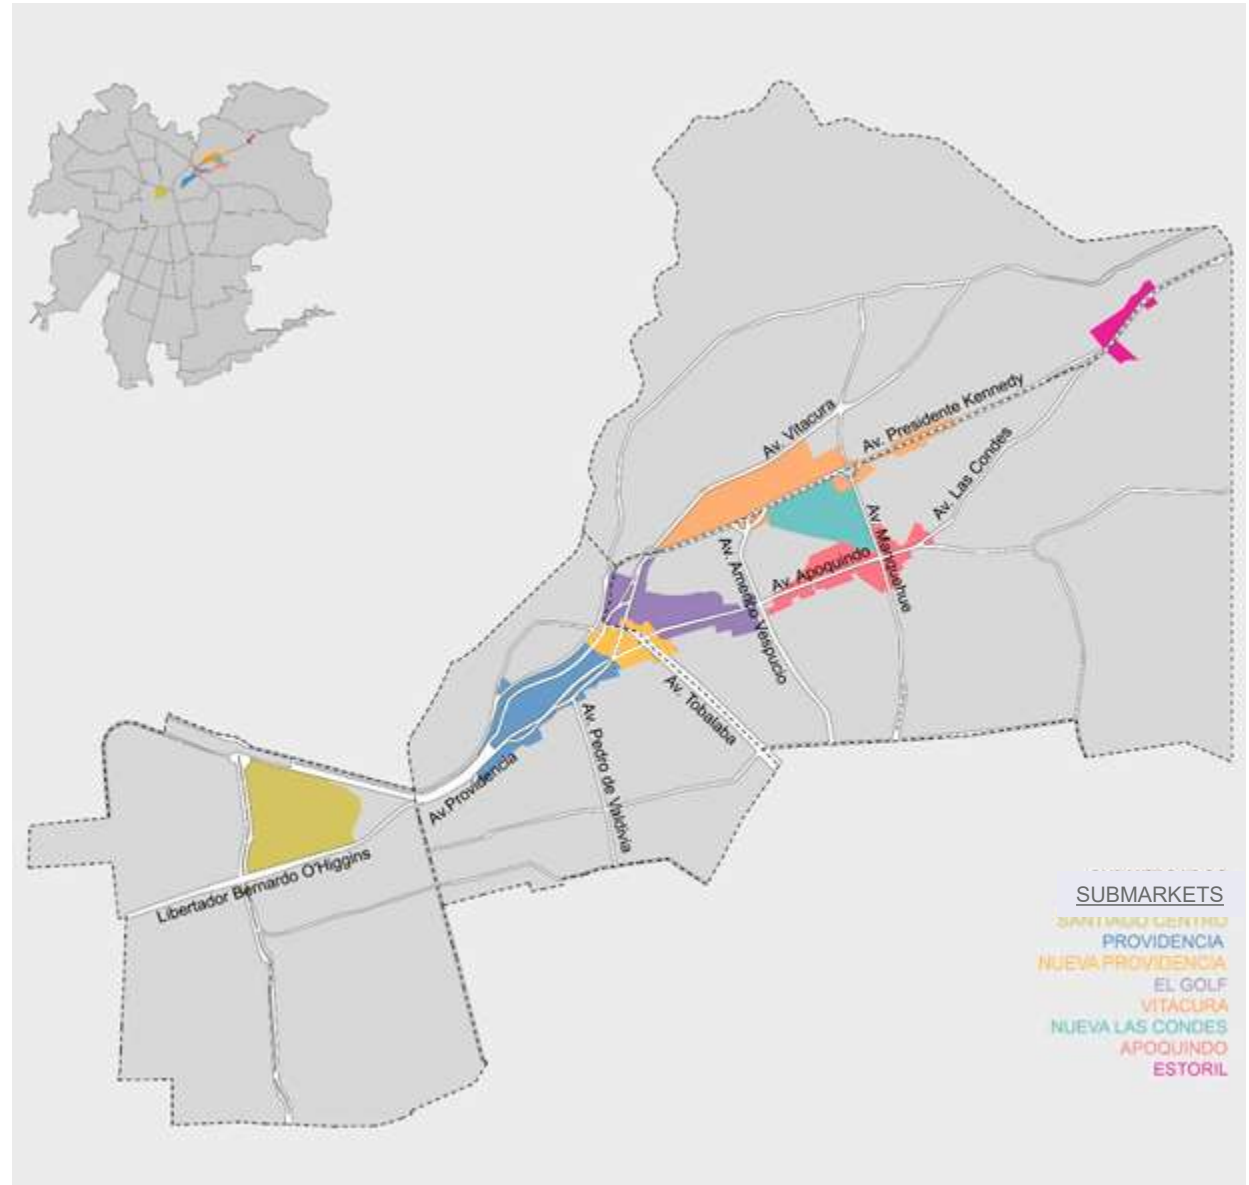 Av. Vitacura
Av. Presidente Kennedy
Av. Las Condes
Av. Manquehue
Av. Apoquindo
Av. Americo Vespucio
Av. Tobalaba
Av. Pedro de Valdivia
Av.Providencia
Libertador Bernardo O'Higgins
SUBMARKETS
SANTIAGO CENTRO
PROVIDENCIA
NUEVA PROVIDENCIA
EL GOLF
VITACURA
NUEVA LAS CONDES
APOQUINDO
ESTORIL